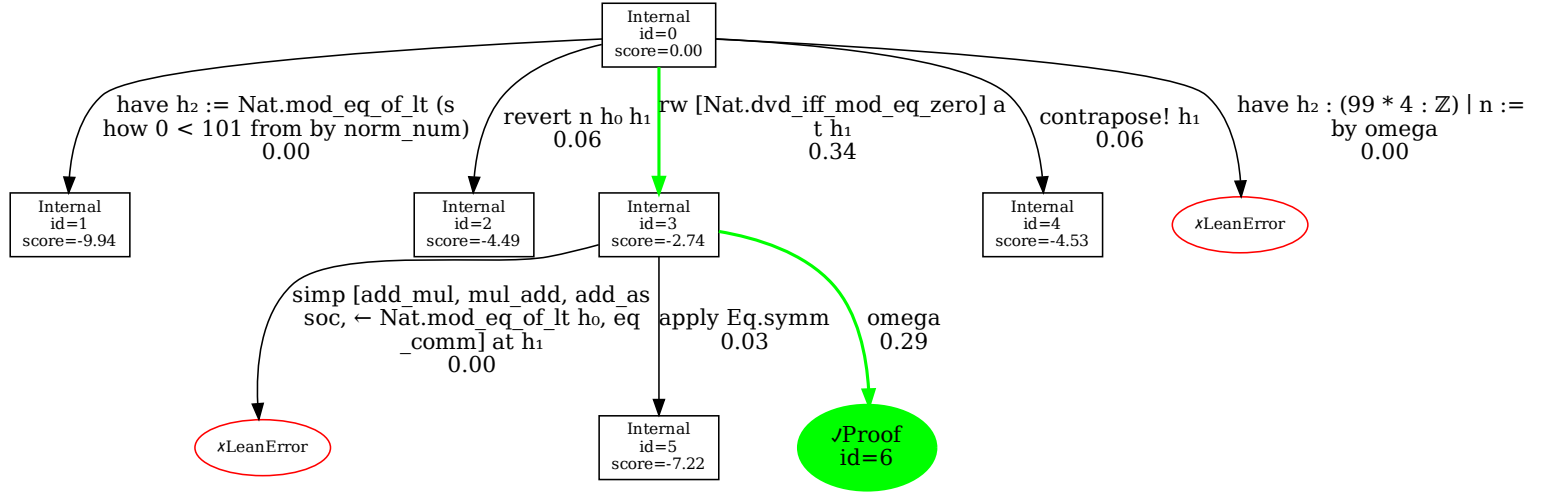 Internal
id=0
score=0.00
have h₂ := Nat.mod_eq_of_lt (s
how 0 < 101 from by norm_num)
0.00
revert n h₀ h₁
0.06
rw [Nat.dvd_iff_mod_eq_zero] a
t h₁
0.34
contrapose! h₁
0.06
have h₂ : (99 * 4 : ℤ) ∣ n :=
by omega
0.00
Internal
id=1
score=-9.94
Internal
id=2
score=-4.49
Internal
id=3
score=-2.74
Internal
id=4
score=-4.53
✗LeanError
simp [add_mul, mul_add, add_as
soc, ← Nat.mod_eq_of_lt h₀, eq
_comm] at h₁
0.00
apply Eq.symm
0.03
omega
0.29
✗LeanError
Internal
id=5
score=-7.22
✓Proof
id=6